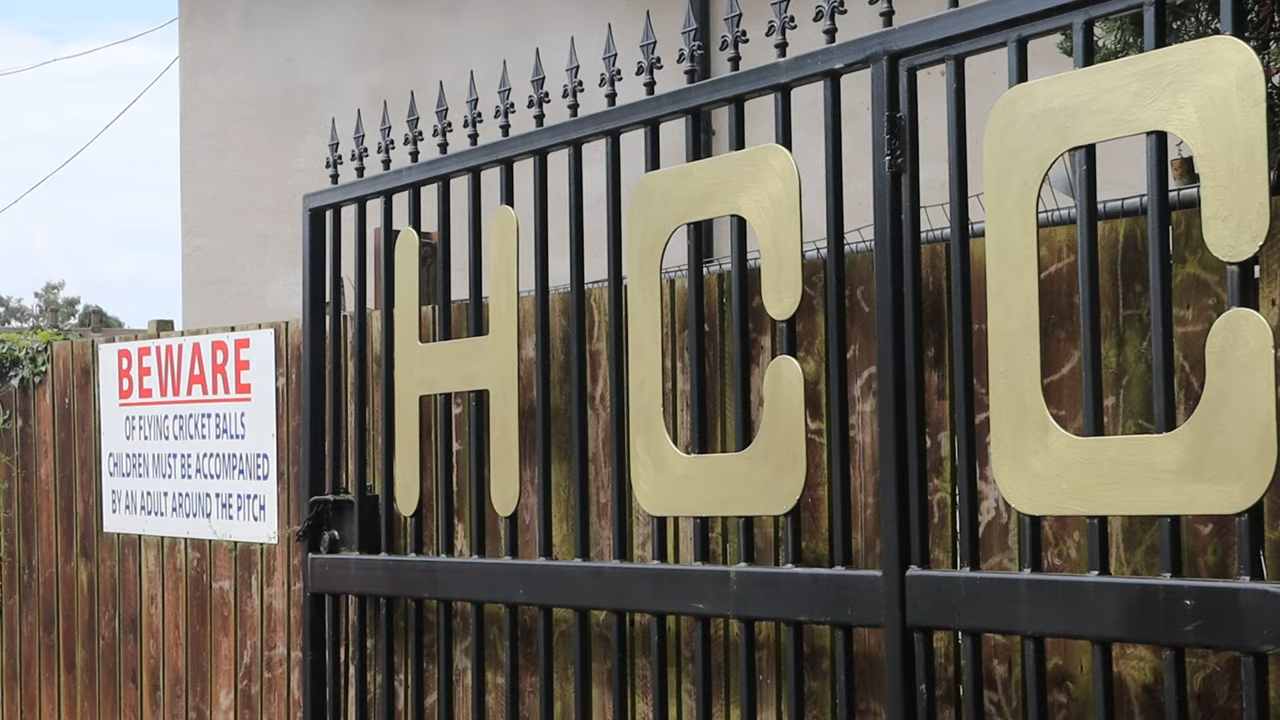 BEWARE
OF FLYING CRICKET BALLS
CHILDREN MUST BE ACCOMPANIED
BY AN ADULT AROUND THE PITCH
HCC